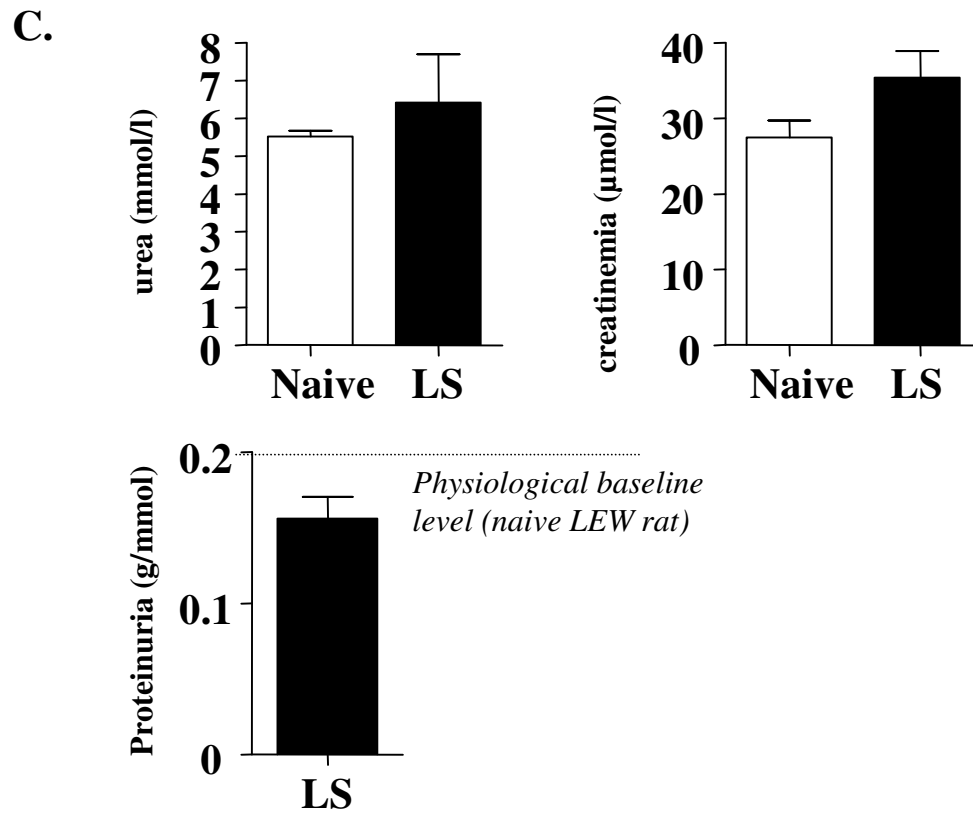 C.
urea (mmol/l)
8
7
6
5
4
3
2
1
0
Naive LS
creatinemia (µmol/l)
40
30
20
10
0
Naive LS
Proteinuria (g/mmol)
0.2
0.1
0
Physiological baseline
level (naive LEW rat)
LS